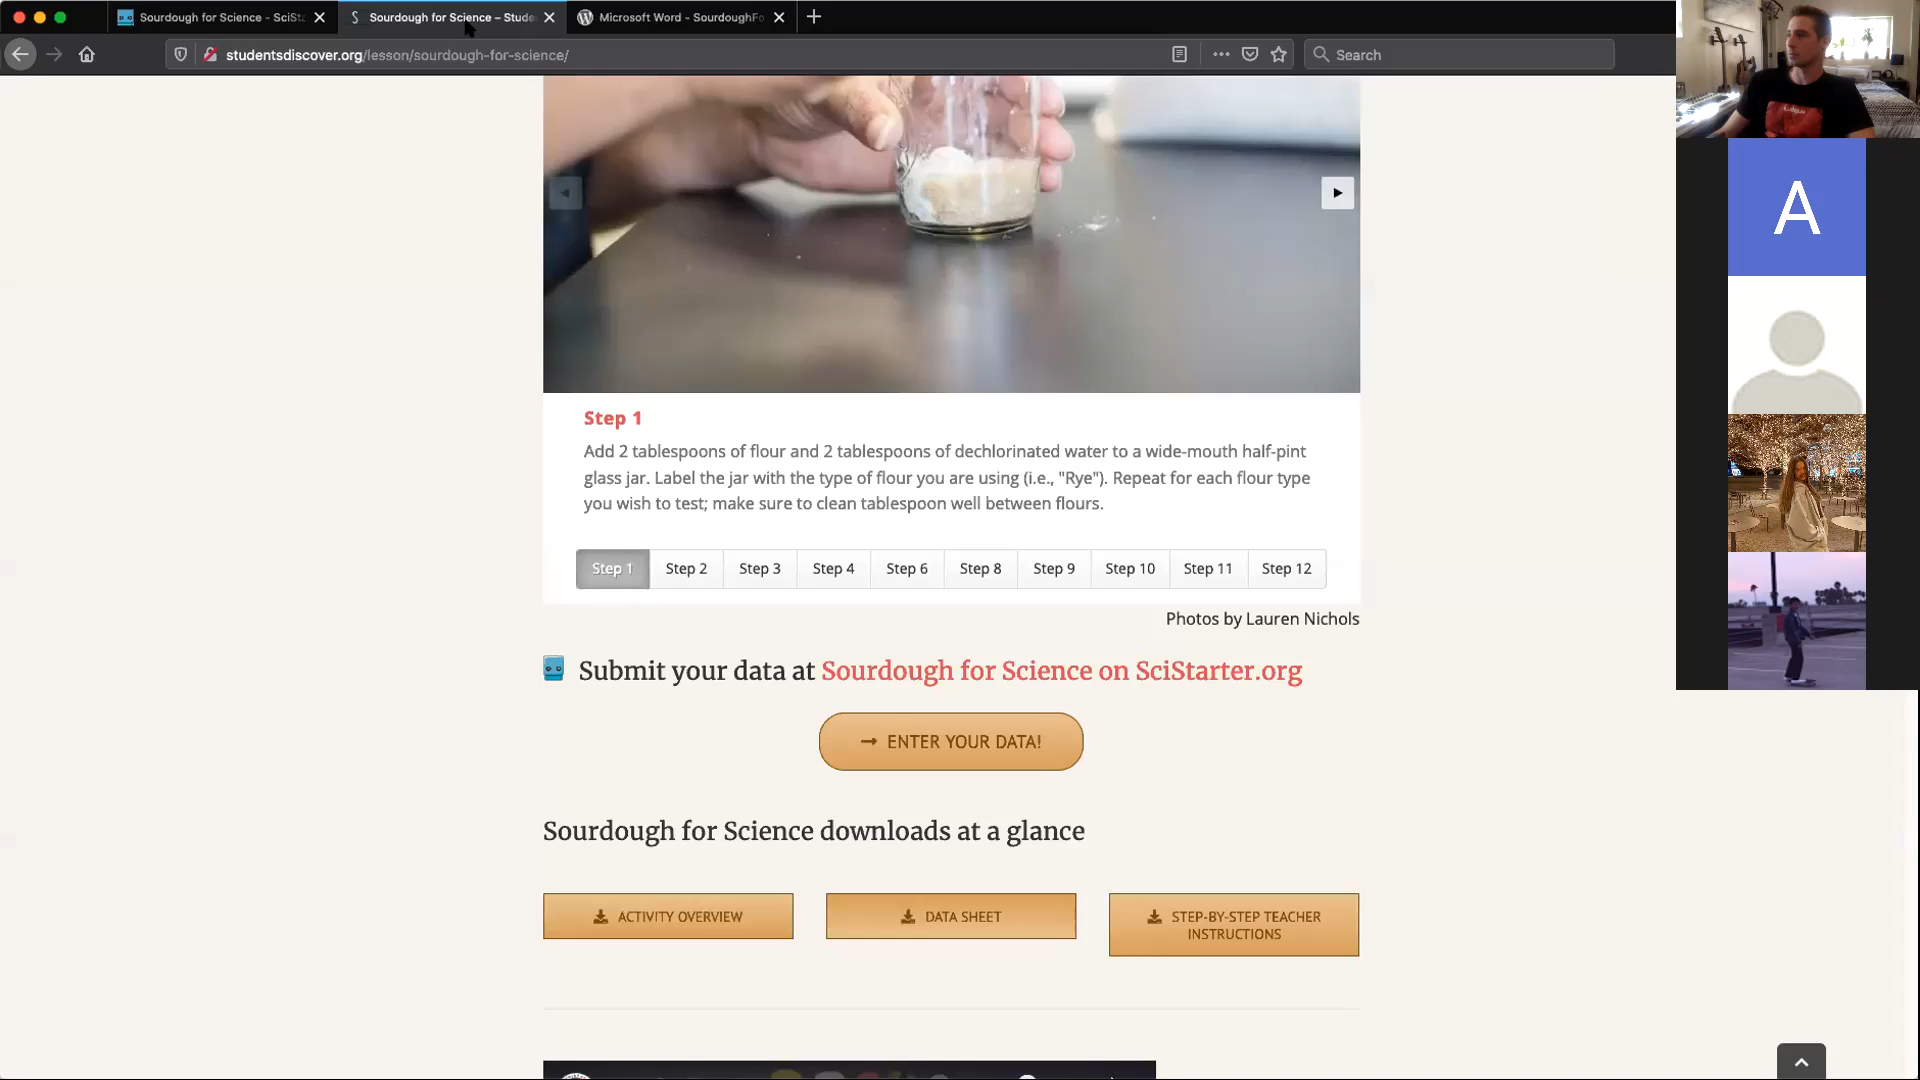 Sourdough for Science - SciSt
Sourdough for Science – Stude
Microsoft Word - SourdoughFo
studentsdiscover.org/lesson/sourdough-for-science/
Search
A
Step 1
Add 2 tablespoons of flour and 2 tablespoons of dechlorinated water to a wide-mouth half-pint
glass jar. Label the jar with the type of flour you are using (i.e., "Rye"). Repeat for each flour type
you wish to test; make sure to clean tablespoon well between flours.
Step 1 Step 2 Step 3 Step 4 Step 6 Step 8 Step 9 Step 10 Step 11 Step 12
Photos by Lauren Nichols
Submit your data at Sourdough for Science on SciStarter.org
→ ENTER YOUR DATA!
Sourdough for Science downloads at a glance
ACTIVITY OVERVIEW
DATA SHEET
STEP-BY-STEP TEACHER
INSTRUCTIONS